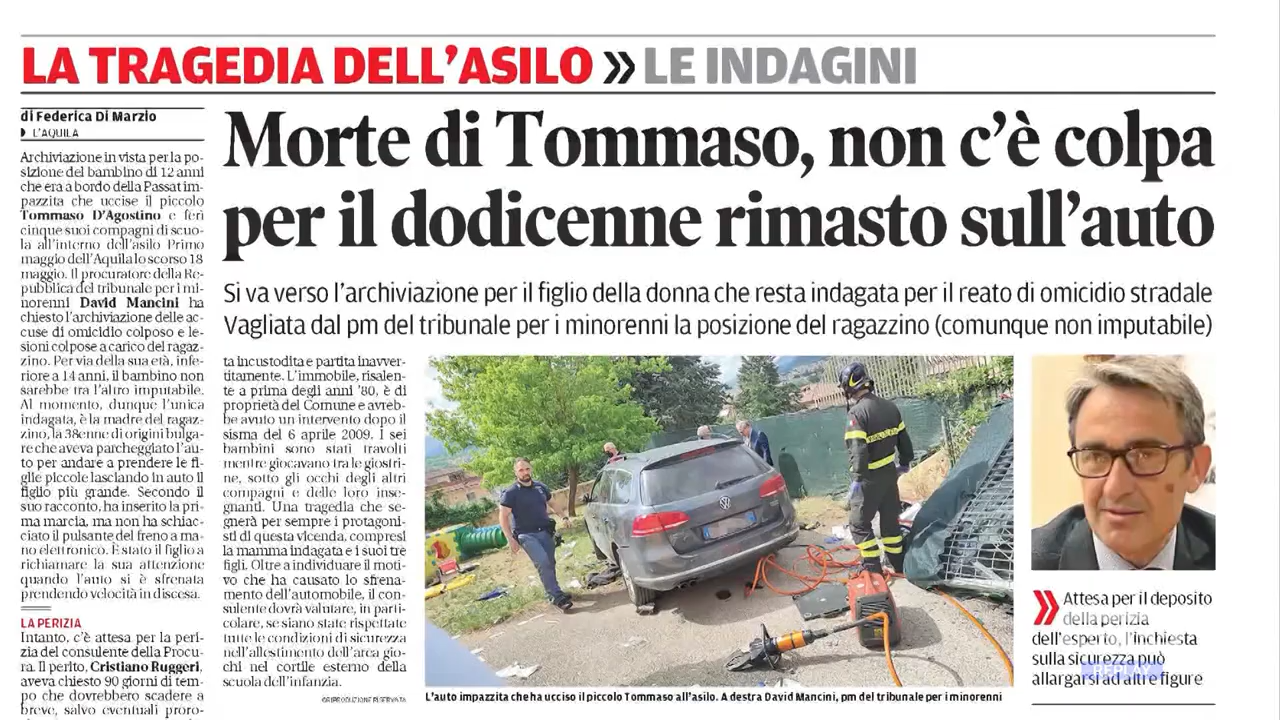 LA TRAGEDIA DELL'ASILO » LE INDAGINI
di Federica Di Marzio
L'AQUILA
Morte di Tommaso, non c'è colpa
per il dodicenne rimasto sull'auto
Si va verso l'archiviazione per il figlio della donna che resta indagata per il reato di omicidio stradale
Vagliata dal pm del tribunale per i minorenni la posizione del ragazzino (comunque non imputabile)
Archiviazione in vista per la po-
sizione del bambino di 12 anni
che era a bordo della Passat im-
pazzita che uccise il piccolo
Tommaso D'Agostino e ferì
cinque suoi compagni di scuo-
la all'interno dell'asilo Primo
maggio dell'Aquila lo scorso 18
maggio. Il procuratore della Re-
pubblica del tribunale per i mi-
norenni David Mancini ha
chiesto l'archiviazione delle ac-
cuse di omicidio colposo e le-
sioni colpose a carico del ragaz-
zino. Per via della sua età, infe-
riore a 14 anni, il bambino non
sarebbe tra l'altro imputabile.
Al momento, dunque l'unica
indagata, è la madre del ragaz-
zino, la 38enne di origini bulga-
re che aveva parcheggiato l'au-
to per andare a prendere le fi-
glie piccole lasciando in auto il
figlio più grande. Secondo il
suo racconto, ha inserito la pri-
ma marcia, ma non ha schiac-
ciato il pulsante del freno a ma-
no elettronico. È stato il figlio a
richiamare la sua attenzione
quando l'auto si è sfrenata
prendendo velocità in discesa.
LA PERIZIA
Intanto, c'è attesa per la peri-
zia del consulente della Procu-
ra. Il perito, Cristiano Ruggeri,
aveva chiesto 90 giorni di tem-
po che dovrebbero scadere a
breve, salvo eventuali proro-
ta incustodita e partita inavver-
titamente. L'immobile, risalen-
te a prima degli anni '80, è di
proprietà del Comune e avreb-
be avuto un intervento dopo il
sisma del 6 aprile 2009. I sei
bambini sono stati travolti
mentre giocavano tra le giostri-
ne, sotto gli occhi degli altri
compagni e delle loro inse-
gnanti. Una tragedia che se-
gnerà per sempre i protagoni-
sti di questa vicenda, compresi
la mamma indagata e i suoi tre
figli. Oltre a individuare il moti-
vo che ha causato lo sfrena-
mento dell'automobile, il con-
sulente dovrà valutare, in parti-
colare, se siano state rispettate
tutte le condizioni di sicurezza
nell'allestimento dell'area gio-
chi nel cortile esterno della
scuola dell'infanzia.
©RIPRODUZIONE RISERVATA
L'auto impazzita che ha ucciso il piccolo Tommaso all'asilo. A destra David Mancini, pm del tribunale per i minorenni
» Attesa per il deposito
della perizia
dell'esperto, l'inchiesta
sulla sicurezza può
allargarsi ad altre figure
REPLAY